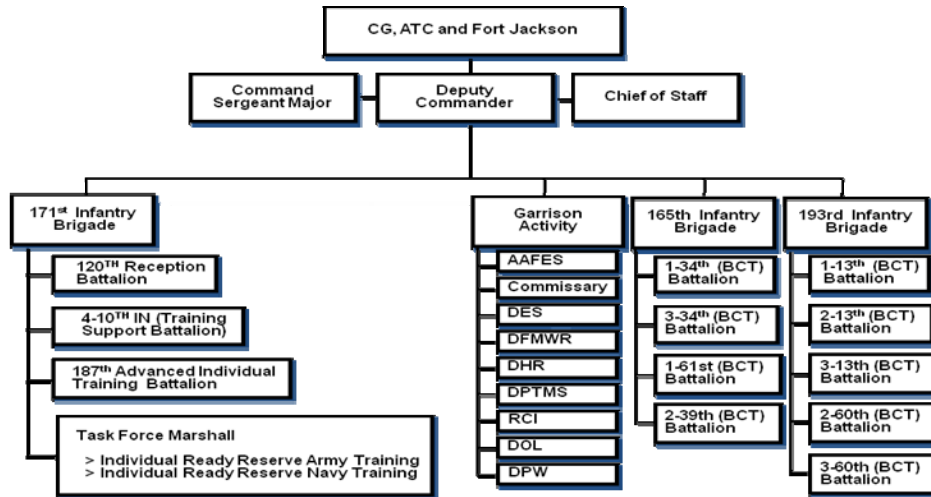 CG, ATC and Fort Jackson
Command
Sergeant Major
Deputy
Commander
Chief of Staff
171st Infantry
Brigade
120TH Reception
Battalion
4-10TH IN (Training
Support Battalion)
187th Advanced Individual
Training Battalion
Task Force Marshall
> Individual Ready Reserve Army Training
> Individual Ready Reserve Navy Training
Garrison
Activity
AAFES
Commissary
DES
DFMWR
DHR
DPTMS
RCI
DOL
DPW
165th Infantry
Brigade
1-34th (BCT)
Battalion
3-34th (BCT)
Battalion
1-61st (BCT)
Battalion
2-39th (BCT)
Battalion
193rd Infantry
Brigade
1-13th (BCT)
Battalion
2-13th (BCT)
Battalion
3-13th (BCT)
Battalion
2-60th (BCT)
Battalion
3-60th (BCT)
Battalion